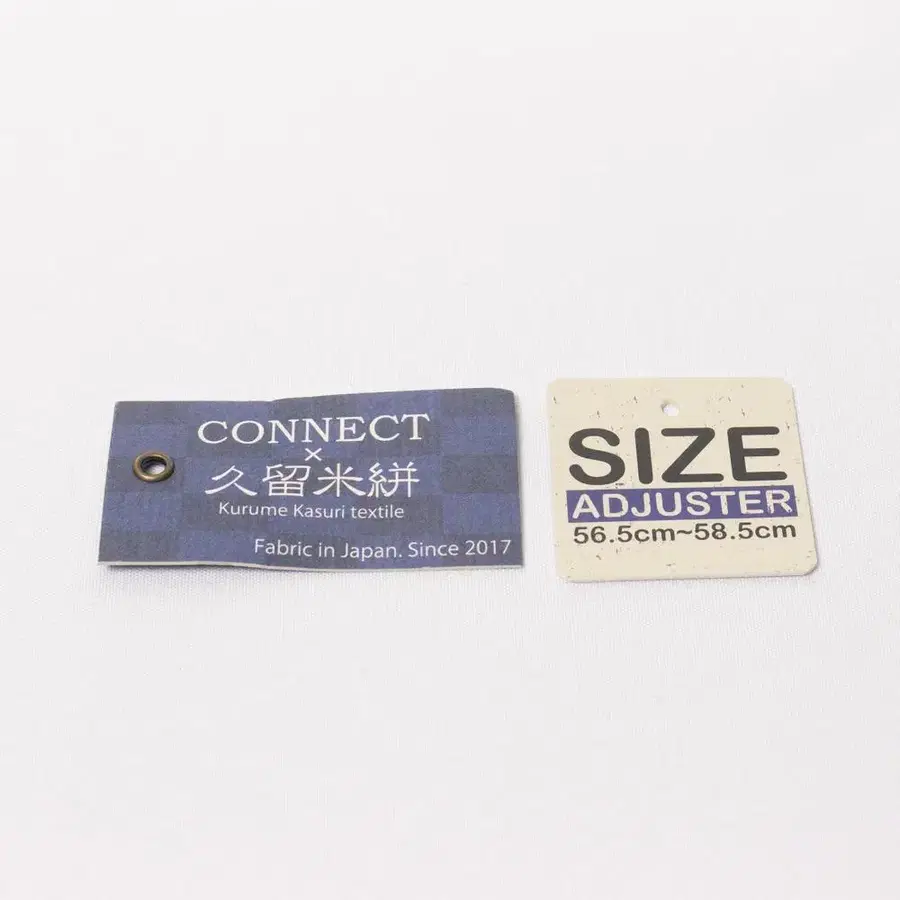 CONNECT
×
久留米絣
Kurume Kasuri textile
Fabric in Japan. Since 2017
SIZE
ADJUSTER
56.5cm~58.5cm